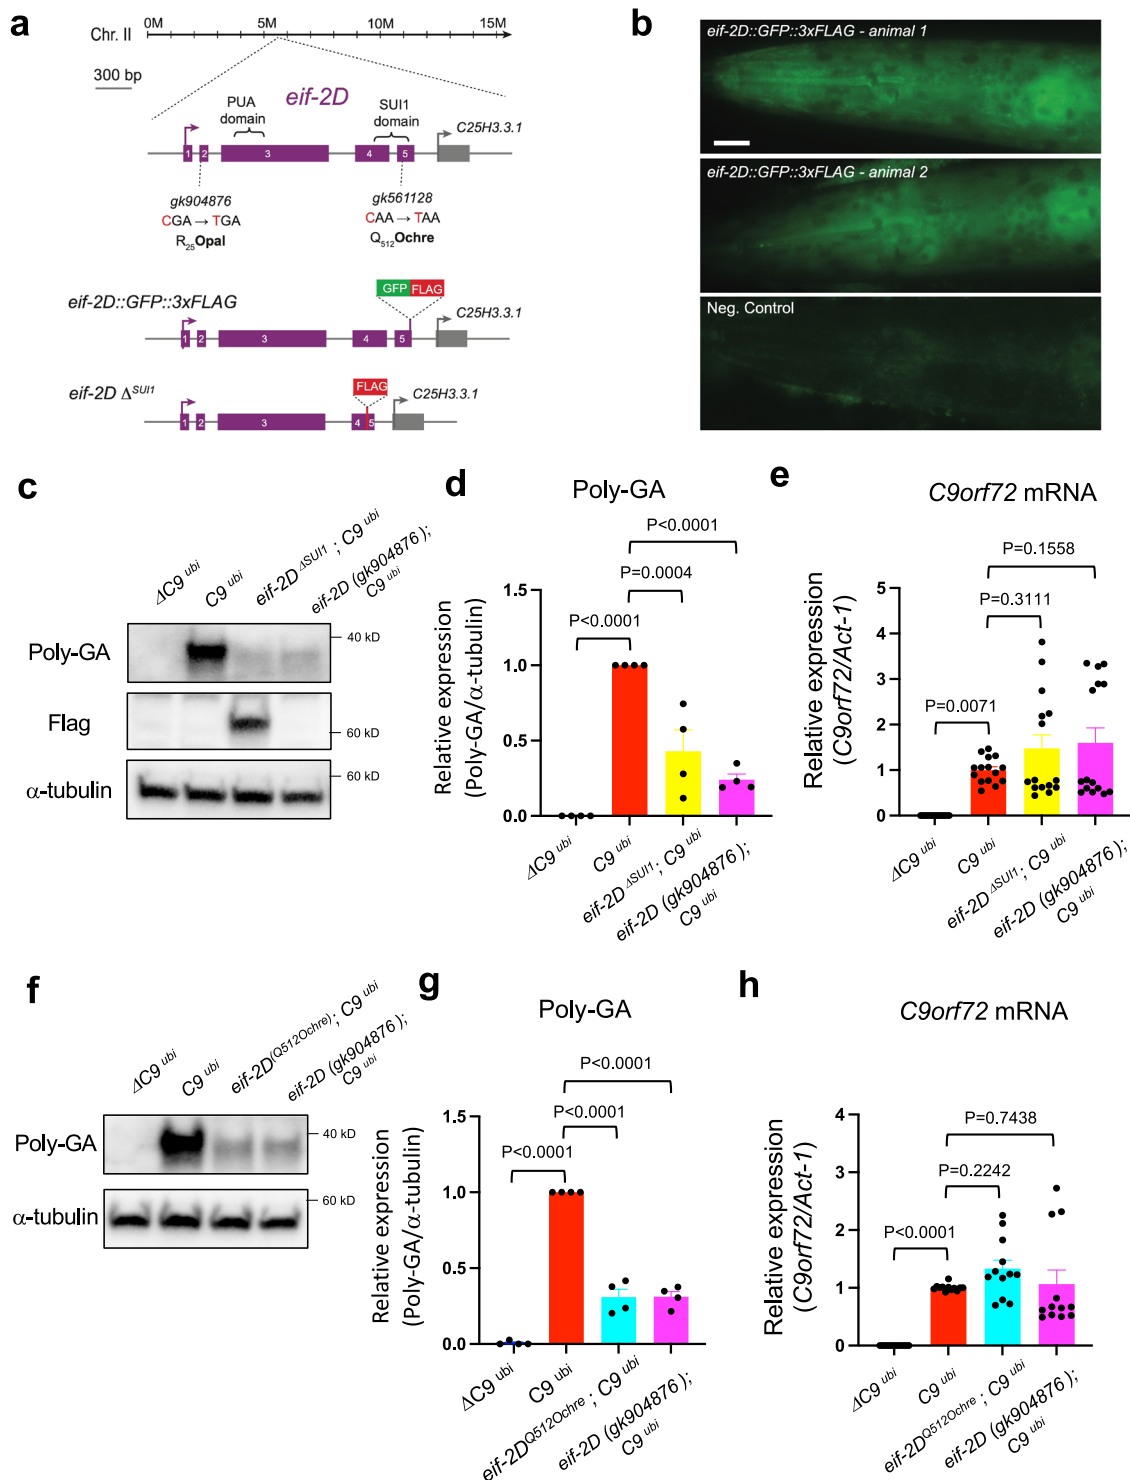 a
0M 5M 10M 15M
Chr. II
300 bp
eif-2D
PUA domain
SUI1 domain
C25H3.3.1
1 2 3 4 5
gk904876
CGA → TGA
R25Opal
gk561128
CAA → TAA
Q512Ochre
eif-2D::GFP::3xFLAG
GFP FLAG
C25H3.3.1
1 2 3 4 5
eif-2D ΔSUI1
FLAG
C25H3.3.1
1 2 3 4 5
b
eif-2D::GFP::3xFLAG - animal 1
eif-2D::GFP::3xFLAG - animal 2
Neg. Control
c
ΔC9 ubi
C9 ubi
eif-2D ΔSUI1 ; C9 ubi
eif-2D (gk904876);
C9 ubi
Poly-GA
40 kD
Flag
60 kD
α-tubulin
60 kD
d
Poly-GA
P<0.0001
P=0.0004
P<0.0001
Relative expression
(Poly-GA/α-tubulin)
1.5
1.0
0.5
0.0
ΔC9 ubi
C9 ubi
eif-2D ΔSUI1; C9 ubi
eif-2D (gk904876);
C9 ubi
e
C9orf72 mRNA
P=0.1558
P=0.3111
P=0.0071
Relative expression
(C9orf72/Act-1)
5
4
3
2
1
0
ΔC9 ubi
C9 ubi
eif-2D ΔSUI1; C9 ubi
eif-2D (gk904876);
C9 ubi
f
ΔC9 ubi
C9 ubi
eif-2D(Q512Ochre); C9 ubi
eif-2D (gk904876);
C9 ubi
Poly-GA
40 kD
α-tubulin
60 kD
g
Poly-GA
P<0.0001
P<0.0001
P<0.0001
Relative expression
(Poly-GA/α-tubulin)
1.5
1.0
0.5
0.0
ΔC9 ubi
C9 ubi
eif-2DQ512Ochre; C9 ubi
eif-2D (gk904876);
C9 ubi
h
C9orf72 mRNA
P=0.7438
P=0.2242
P<0.0001
Relative expression
(C9orf72/Act-1)
4
3
2
1
0
ΔC9 ubi
C9 ubi
eif-2DQ512Ochre; C9 ubi
eif-2D (gk904876);
C9 ubi